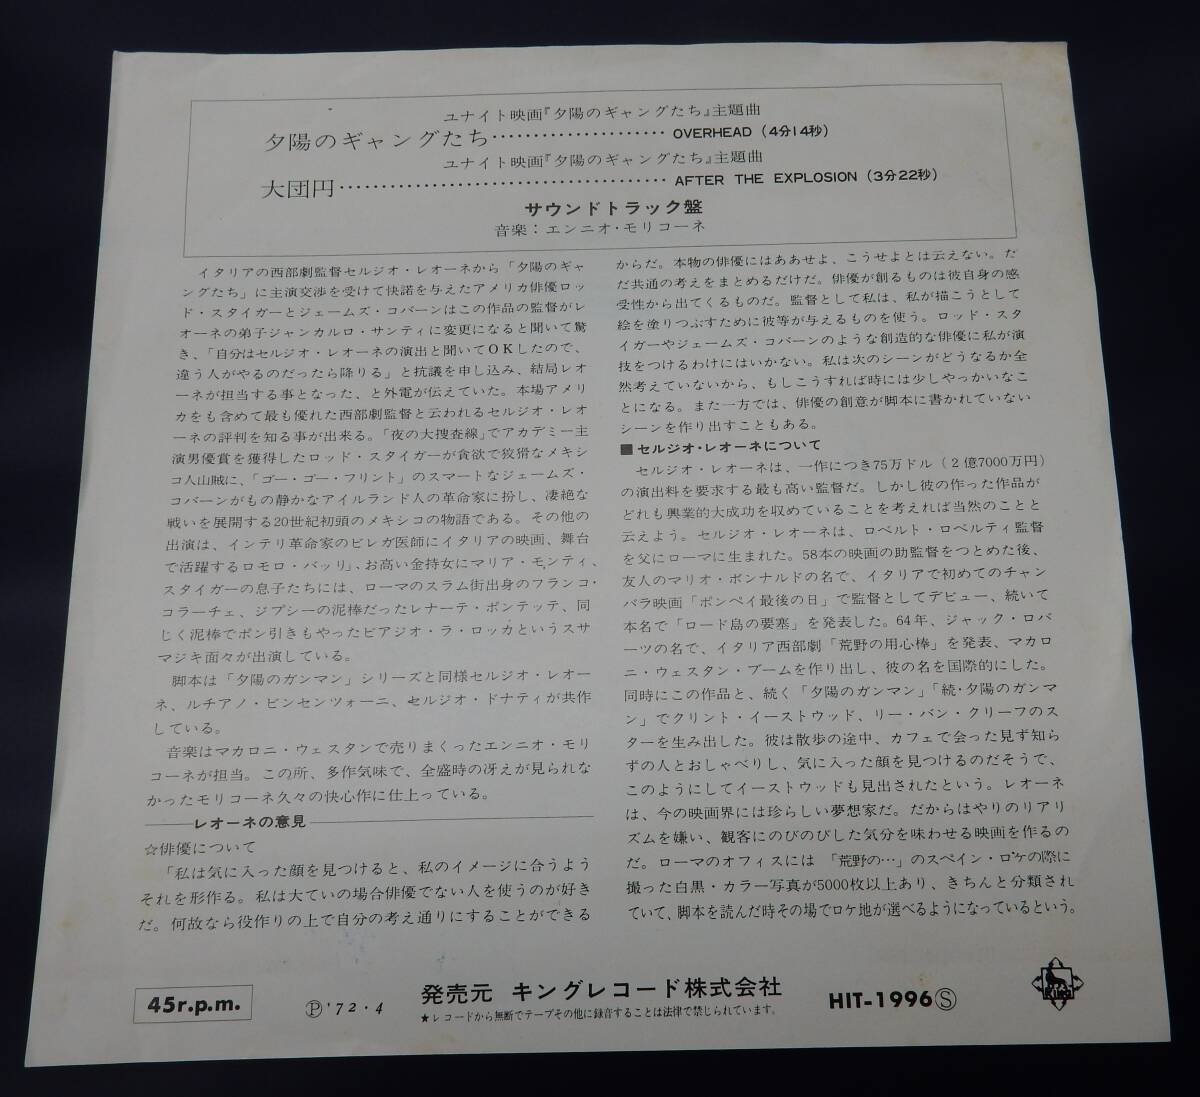 ユナイト映画『夕陽のギャングたち』主題曲
夕陽のギャングたち····················· OVERHEAD (4分14秒)
ユナイト映画『夕陽のギャングたち』主題曲
大団円······································· AFTER THE EXPLOSION (3分22秒)
サウンドトラック盤
音楽：エンニオ・モリコーネ
イタリアの西部劇監督セルジオ・レオーネから「夕陽のギャ
ングたち」に主演交渉を受けて快諾を与えたアメリカ俳優ロッ
ド・スタイガーとジェームズ・コバーンはこの作品の監督がレ
オーネの弟子ジャンカルロ・サンティに変更になると聞いて驚
き、「自分はセルジオ・レオーネの演出と聞いてOKしたので、
違う人がやるのだったら降りる」と抗議を申し込み、結局レオ
ーネが担当する事となった、と外電が伝えていた。本場アメリ
カをも含めて最も優れた西部劇監督と云われるセルジオ・レオ
ーネの評判を知る事が出来る。「夜の大捜査線」でアカデミー主
演男優賞を獲得したロッド・スタイガーが貪欲で狡猾なメキシ
コ人山賊に、「ゴー・ゴー・フリント」のスマートなジェームズ・
コバーンがもの静かなアイルランド人の革命家に扮し、凄絶な
戦いを展開する20世紀初頭のメキシコの物語である。その他の
出演は、インテリ革命家のビレガ医師にイタリアの映画、舞台
で活躍するロモロ・バッリ、お高い金持女にマリア・モンティ、
スタイガーの息子たちには、ローマのスラム街出身のフランコ・
コラーチェ、ジプシーの泥棒だったレナーテ・ポンテッテ、同
じく泥棒でポン引きもやったビアジオ・ラ・ロッカというスサ
マジキ面々が出演している。
脚本は「夕陽のガンマン」シリーズと同様セルジオ・レオー
ネ、ルチアノ・ビンセンツォーニ、セルジオ・ドナティが共作
している。
音楽はマカロニ・ウェスタンで売りまくったエンニオ・モリ
コーネが担当。この所、多作気味で、全盛時の冴えが見られな
かったモリコーネ久々の快心作に仕上っている。
レオーネの意見
☆俳優について
「私は気に入った顔を見つけると、私のイメージに合うよう
それを形作る。私は大ていの場合俳優でない人を使うのが好き
だ。何故なら役作りの上で自分の考え通りにすることができる
からだ。本物の俳優にはああせよ、こうせよとは云えない。た
だ共通の考えをまとめるだけだ。俳優が創るものは彼自身の感
受性から出てくるものだ。監督として私は、私が描こうとして
絵を塗りつぶすために彼等が与えるものを使う。ロッド・スタ
イガーやジェームズ・コバーンのような創造的な俳優に私が演
技をつけるわけにはいかない。私は次のシーンがどうなるか全
然考えていないから、もしこうすれば時には少しやっかいなこ
とになる。また一方では、俳優の創意が脚本に書かれていない
シーンを作り出すこともある。
■セルジオ・レオーネについて
セルジオ・レオーネは、一作につき75万ドル（2億7000万円）
の演出料を要求する最も高い監督だ。しかし彼の作った作品が
どれも興業的大成功を収めていることを考えれば当然のことと
云えよう。セルジオ・レオーネは、ロベルト・ロベルティ監督
を父にローマに生まれた。58本の映画の助監督をつとめた後、
友人のマリオ・ボンナルドの名で、イタリアで初めてのチャン
バラ映画「ポンペイ最後の日」で監督としてデビュー、続いて
本名で「ロード島の要塞」を発表した。64年、ジャック・ロバ
ーツの名で、イタリア西部劇「荒野の用心棒」を発表、マカロ
ニ・ウェスタン・ブームを作り出し、彼の名を国際的にした。
同時にこの作品と、続く「夕陽のガンマン」「続・夕陽のガンマ
ン」でクリント・イーストウッド、リー・バン・クリーフのス
ターを生み出した。彼は散歩の途中、カフェで会った見ず知ら
ずの人とおしゃべりし、気に入った顔を見つけるのだそうで、
このようにしてイーストウッドも見出されたという。レオーネ
は、今の映画界には珍らしい夢想家だ。だからはやりのリアリ
ズムを嫌い、観客にのびのびした気分を味わせる映画を作るの
だ。ローマのオフィスには「荒野の…」のスペイン・ロケの際に
撮った白黒・カラー写真が5000枚以上あり、きちんと分類され
ていて、脚本を読んだ時その場でロケ地が選べるようになっているという。
45r.p.m.
Ⓟ '72・4
発売元 キングレコード株式会社
★レコードから無断でテープその他に録音することは法律で禁じられています。
HIT-1996Ⓢ
King